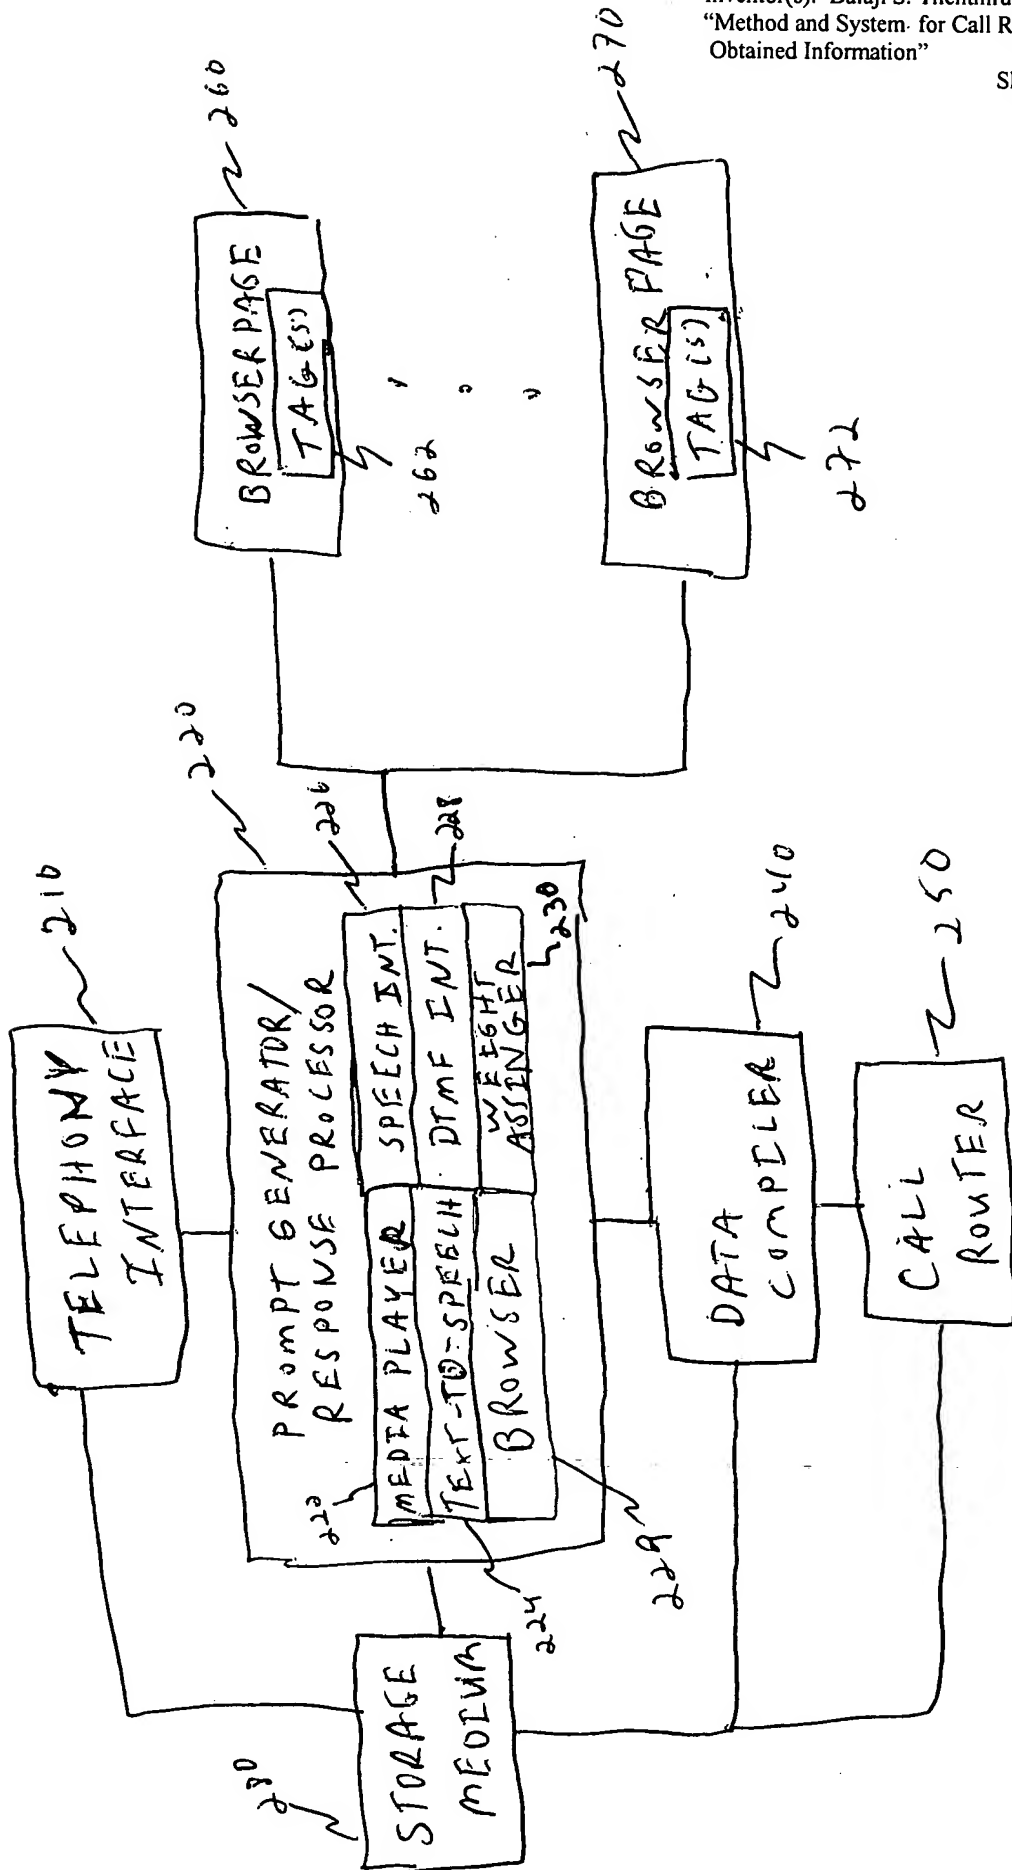 "Method and System for Call R
Obtained Information"
TELEPHONY
INTERFACE
210
PROMPT GENERATOR/
RESPONSE PROCESSOR
220
MEDIA PLAYER
222
SPEECH INT.
226
TEXT-TO-SPEECH
224
DTMF INT.
228
BROWSER
229
WEIGHT
ASSINGER
230
STORAGE
MEDIUM
280
DATA
COMPILER
240
CALL
ROUTER
250
BROWSER PAGE
260
TAG(S)
262
BROWSER PAGE
270
TAG(S)
272